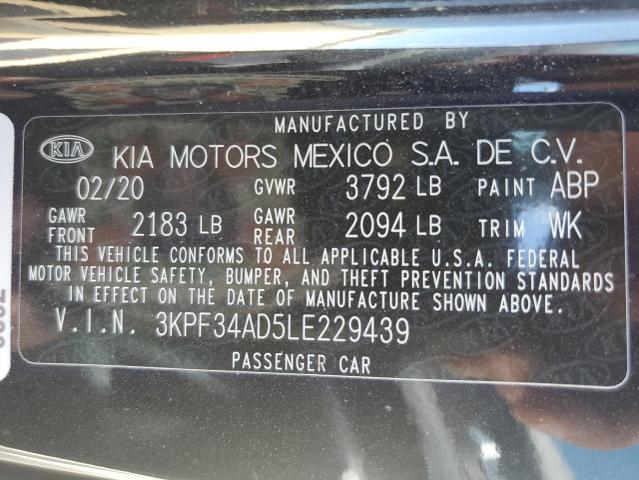 MANUFACTURED BY
KIA KIA MOTORS MEXICO S.A. DE C.V.
02/20 GVWR 3792 LB PAINT ABP
GAWR FRONT 2183 LB GAWR REAR 2094 LB TRIM WK
THIS VEHICLE CONFORMS TO ALL APPLICABLE U.S.A. FEDERAL
MOTOR VEHICLE SAFETY, BUMPER, AND THEFT PREVENTION STANDARDS
IN EFFECT ON THE DATE OF MANUFACTURE SHOWN ABOVE.
V.I.N. 3KPF34AD5LE229439
PASSENGER CAR